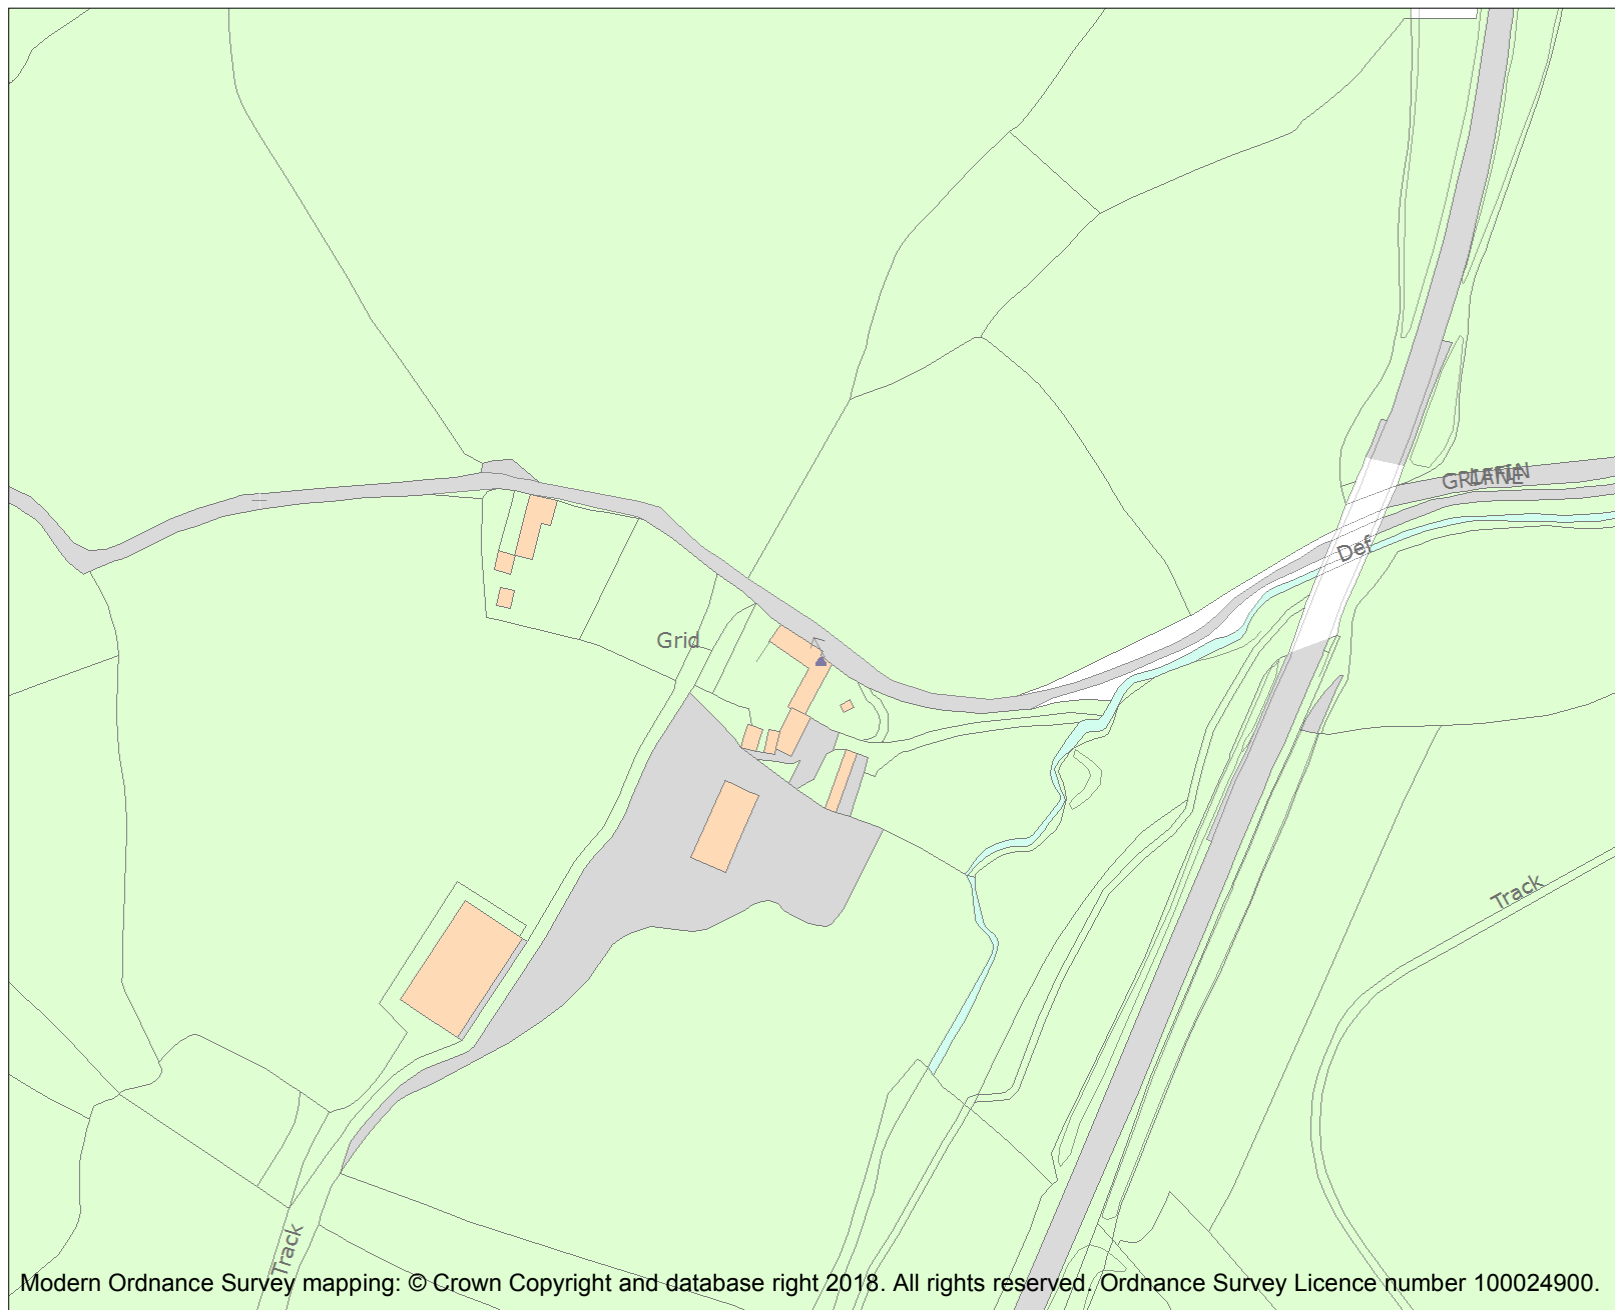 Def
Grid
Track
Track
Modern Ordnance Survey mapping: © Crown Copyright and database right 2018. All rights reserved. Ordnance Survey Licence number 100024900.